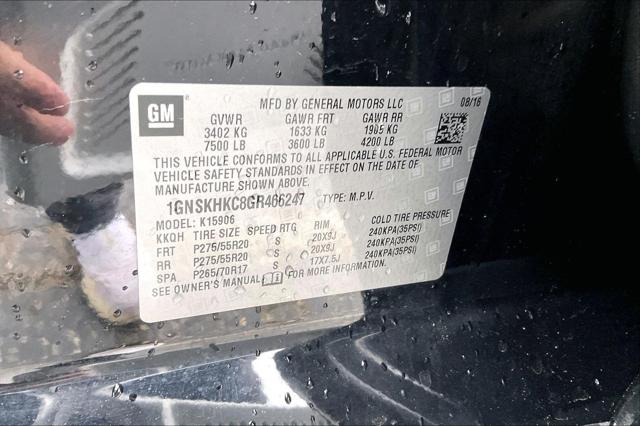 GM
MFD BY GENERAL MOTORS LLC 08/16
GVWR GAWR FRT GAWR RR
3402 KG 1633 KG 1905 KG
7500 LB 3600 LB 4200 LB
THIS VEHICLE CONFORMS TO ALL APPLICABLE U.S. FEDERAL MOTOR
VEHICLE SAFETY STANDARDS IN EFFECT ON THE DATE OF
MANUFACTURE SHOWN ABOVE.
1GNSKHKC8GR466247 TYPE: M.P.V.
MODEL: K15906
KKQH TIRE SIZE SPEED RTG RIM COLD TIRE PRESSURE
FRT P275/55R20 S 20X9J 240KPA(35PSI)
RR P275/55R20 S 20X9J 240KPA(35PSI)
SPA P265/70R17 S 17X7.5J 240KPA(35PSI)
SEE OWNER'S MANUAL FOR MORE INFORMATION.